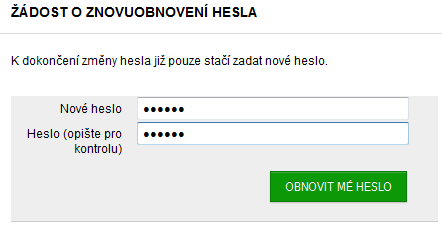 ŽÁDOST O ZNOVUOBNOVENÍ HESLA
K dokončení změny hesla již pouze stačí zadat nové heslo.
Nové heslo ••••••
Heslo (opište pro ••••••
kontrolu)
OBNOVIT MÉ HESLO